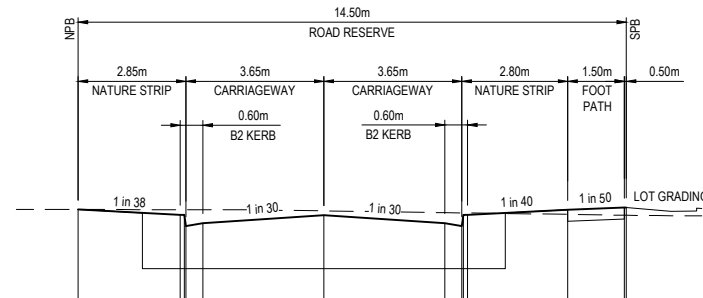 NPB
14.50m
ROAD RESERVE
SPB
2.85m
NATURE STRIP
3.65m
CARRIAGEWAY
3.65m
CARRIAGEWAY
2.80m
NATURE STRIP
1.50m
FOOT
PATH
0.50m
0.60m
B2 KERB
0.60m
B2 KERB
1 in 38
1 in 30
1 in 30
1 in 40
1 in 50
LOT GRADING